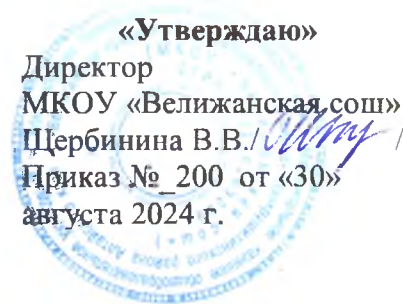 «Утверждаю»
Директор
МКОУ «Велижанская сош»
Щербинина В.В./ /
Приказ №_200 от «30»
августа 2024 г.